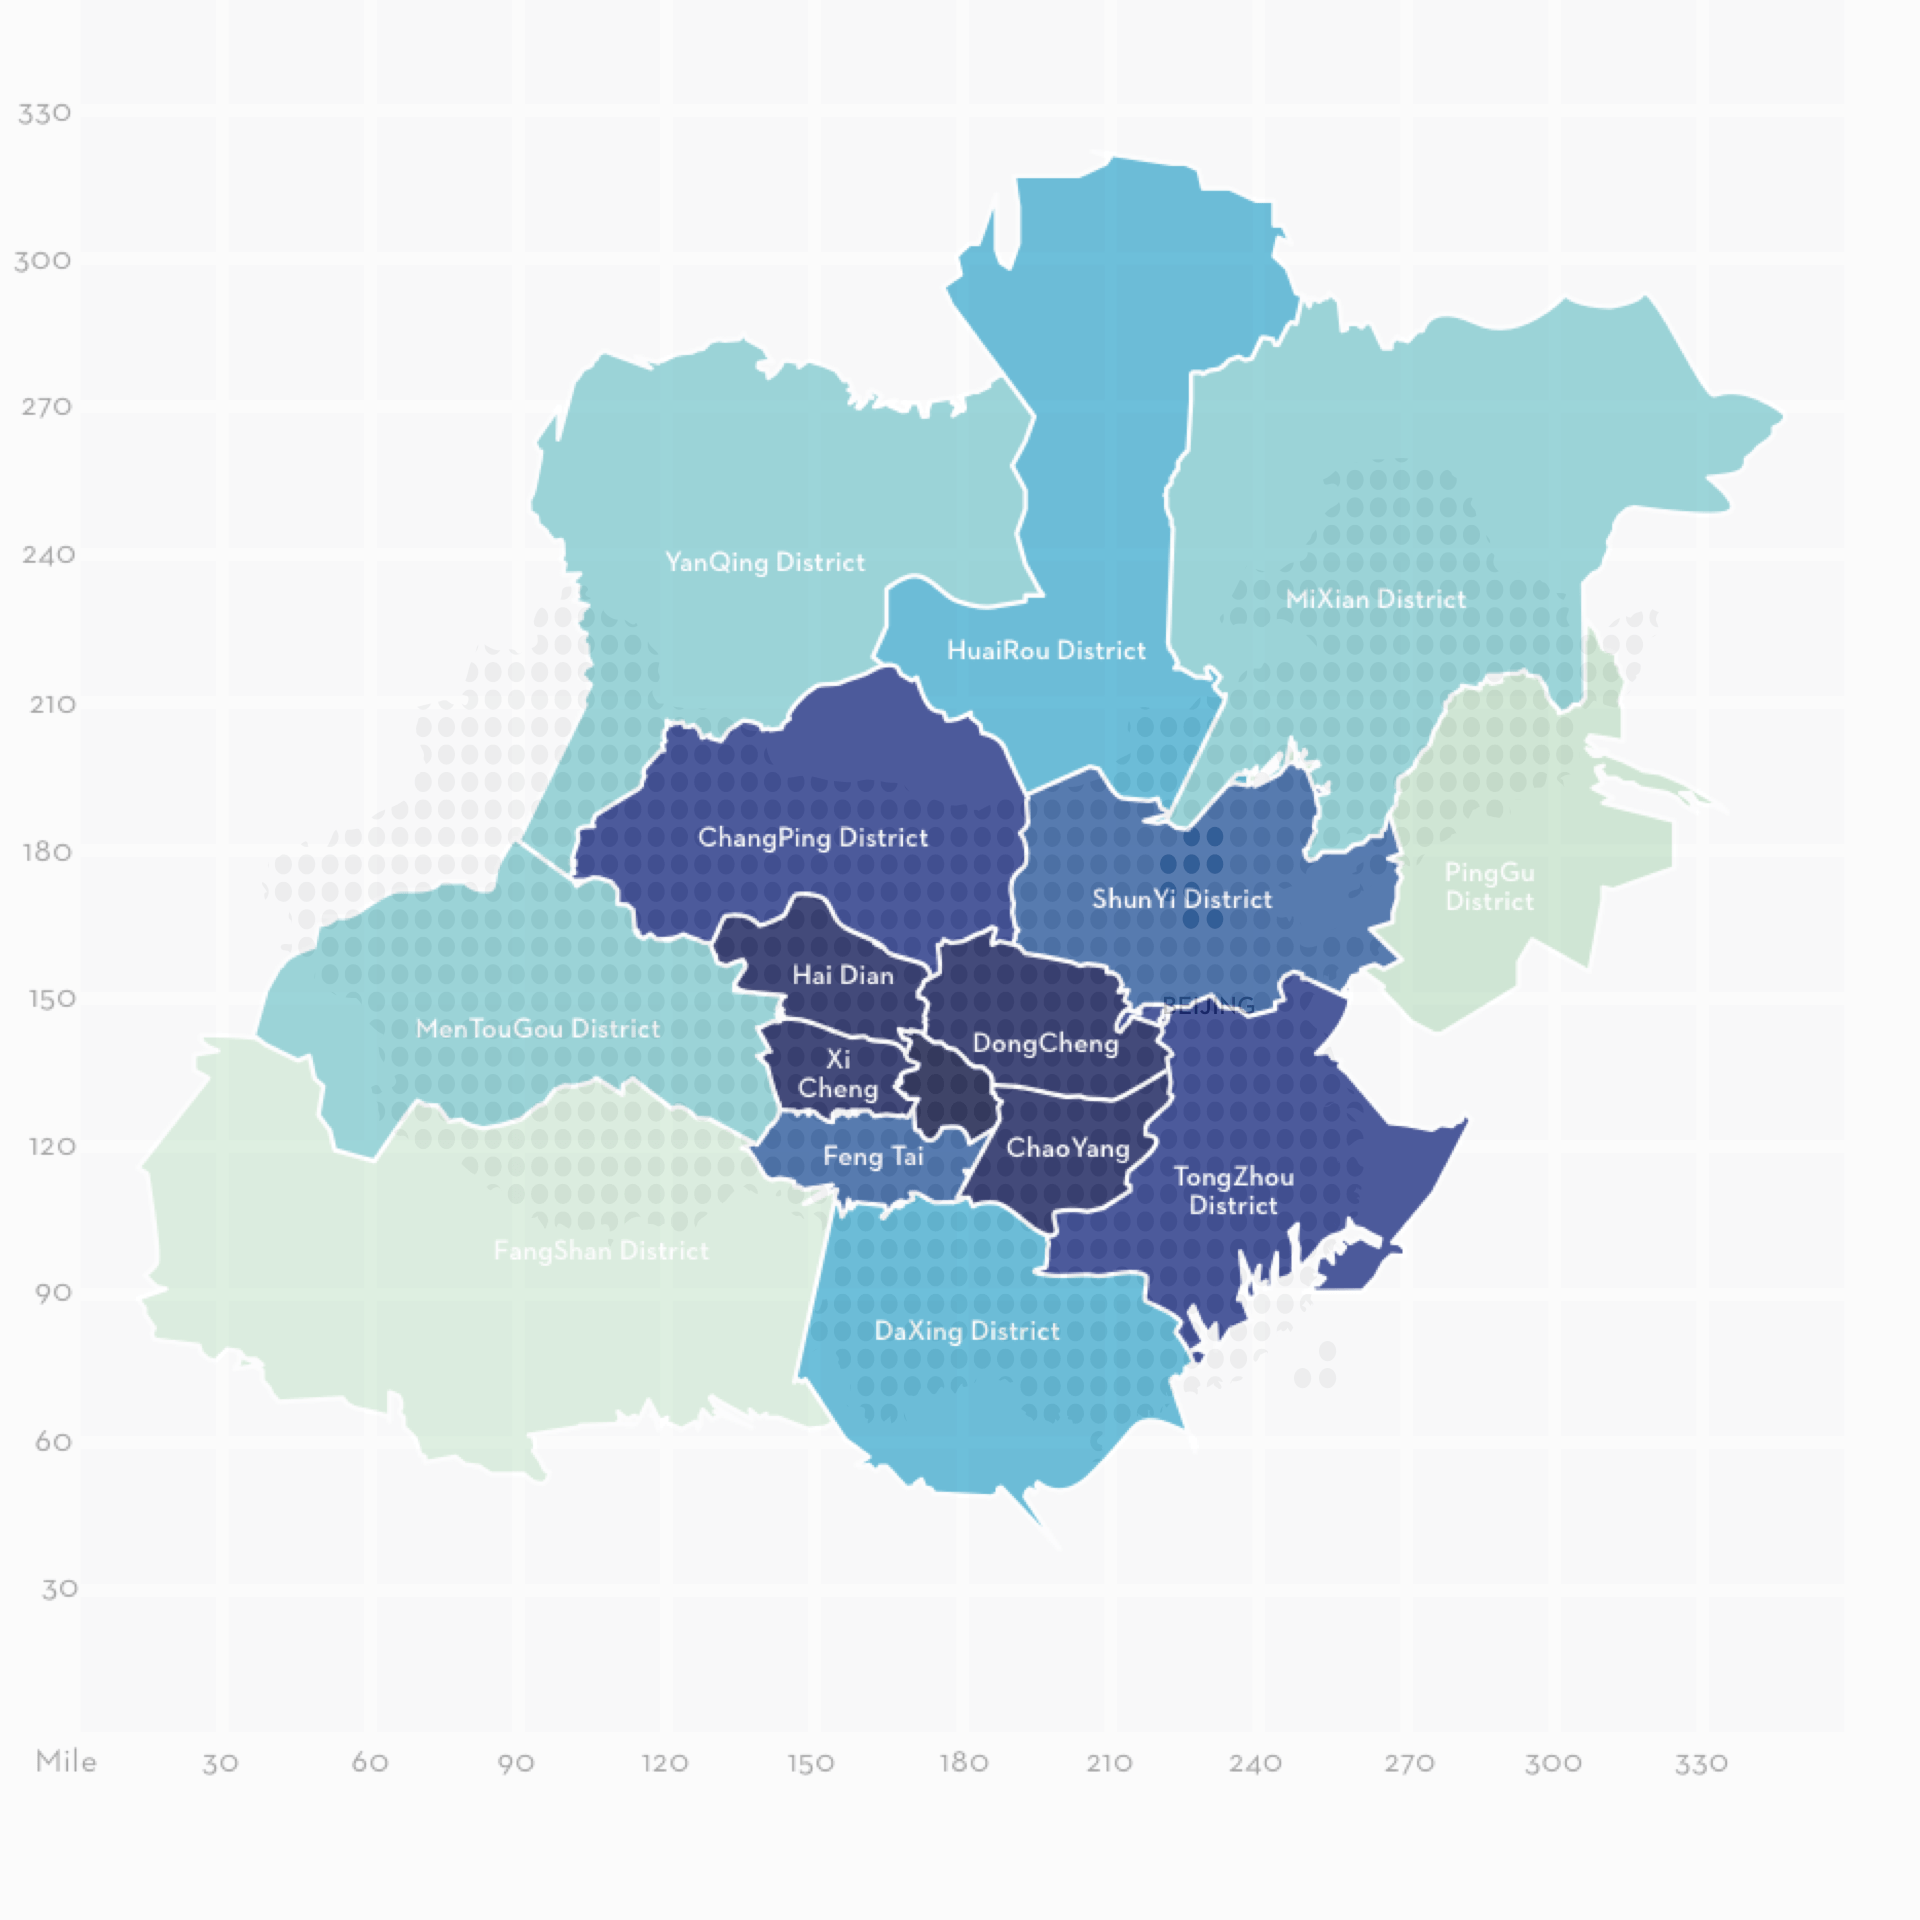 330
300
270
240
YanQing District
MiXian District
HuaiRou District
210
ChangPing District
180
PingGu
District
ShunYi District
Hai Dian
150
BEIJING
MenTouGou District
DongCheng
Xi
Cheng
120
ChaoYang
Feng Tai
TongZhou
District
FangShan District
90
DaXing District
60
30
Mile 30 60 90 120 150 180 210 240 270 300 330